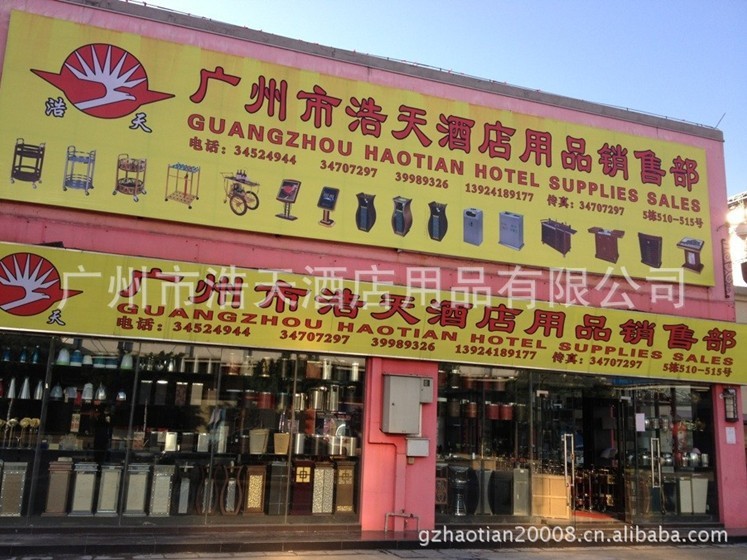 广州市浩天酒店用品销售部
GUANGZHOU HAOTIAN HOTEL SUPPLIES SALES
浩 天
电话：34524944 34707297 39989326 13924189177 传真：34707297 5栋510-515号
广州市浩天酒店用品有限公司
广州市浩天酒店用品销售部
GUANGZHOU HAOTIAN HOTEL SUPPLIES SALES
浩 天
电话：34524944 34707297 39989326 13924189177 传真：34707297 5栋510-515号
gzhaotian20008.cn.alibaba.com